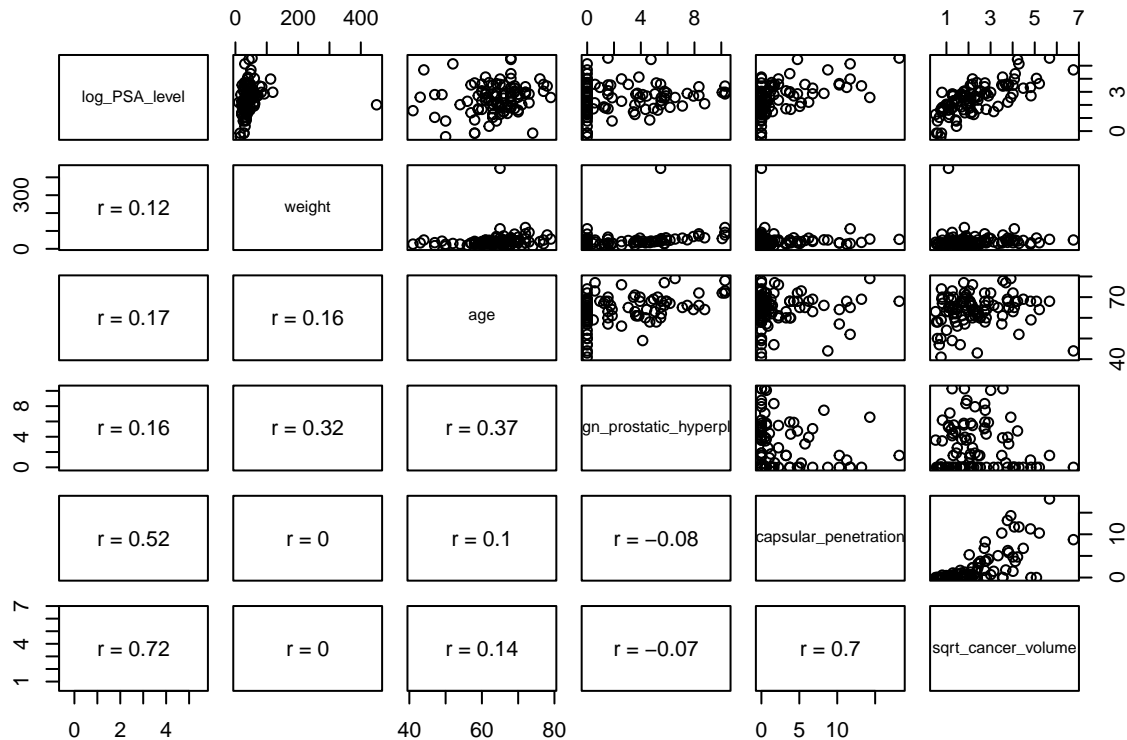 0 200 400 0 4 8 1 3 5 7
log_PSA_level 0 3
0 300 r = 0.12 weight
r = 0.17 r = 0.16 age 40 70
0 4 8 r = 0.16 r = 0.32 r = 0.37 gn_prostatic_hyperpl
r = 0.52 r = 0 r = 0.1 r = −0.08 capsular_penetration 0 10
1 4 7 r = 0.72 r = 0 r = 0.14 r = −0.07 r = 0.7 sqrt_cancer_volume
0 2 4 40 60 80 0 5 10